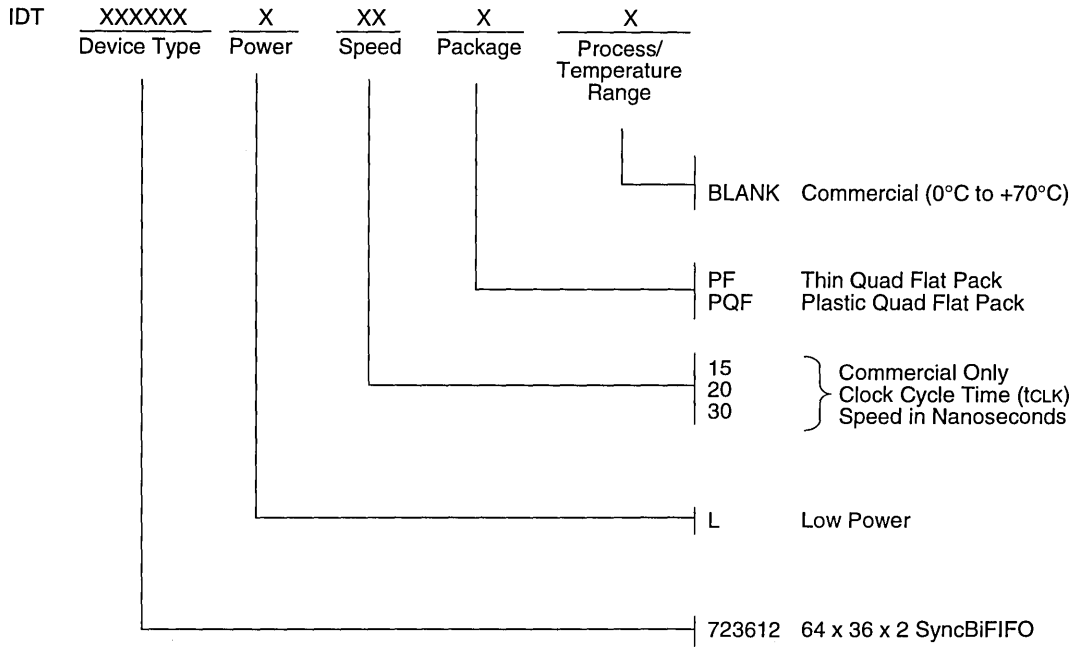 IDT XXXXXX X XX X X
Device Type Power Speed Package Process/
Temperature
Range
BLANK Commercial (0°C to +70°C)
PF Thin Quad Flat Pack
PQF Plastic Quad Flat Pack
15
20
30
Commercial Only
Clock Cycle Time (tCLK)
Speed in Nanoseconds
L Low Power
723612 64 x 36 x 2 SyncBiFIFO